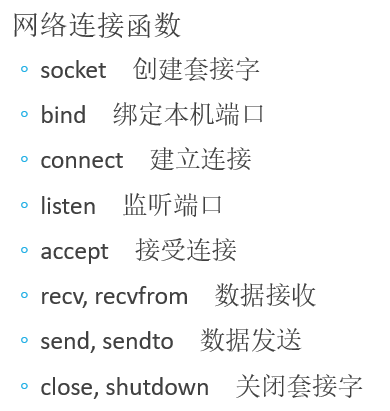 网络连接函数
socket 创建套接字
bind 绑定本机端口
connect 建立连接
listen 监听端口
accept 接受连接
recv, recvfrom 数据接收
send, sendto 数据发送
close, shutdown 关闭套接字